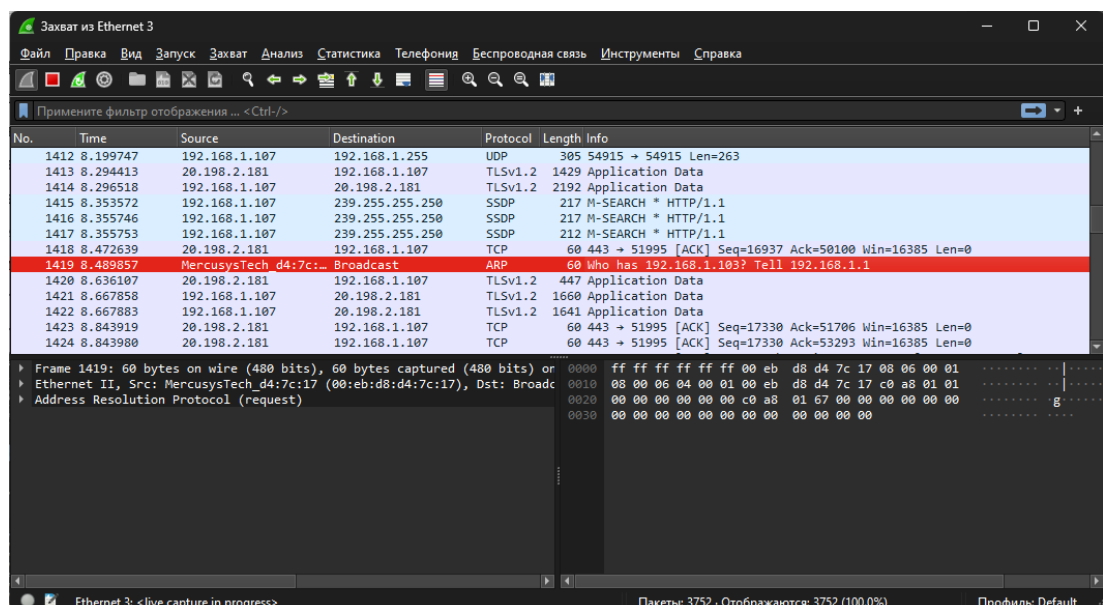 Захват из Ethernet 3
Файл Правка Вид Запуск Захват Анализ Статистика Телефония Беспроводная связь Инструменты Справка
Примените фильтр отображения ... <Ctrl-/>
No. Time Source Destination Protocol Length Info
1412 8.199747 192.168.1.107 192.168.1.255 UDP 305 54915 → 54915 Len=263
1413 8.294413 20.198.2.181 192.168.1.107 TLSv1.2 1429 Application Data
1414 8.296518 192.168.1.107 20.198.2.181 TLSv1.2 2192 Application Data
1415 8.353572 192.168.1.107 239.255.255.250 SSDP 217 M-SEARCH * HTTP/1.1
1416 8.355746 192.168.1.107 239.255.255.250 SSDP 217 M-SEARCH * HTTP/1.1
1417 8.355753 192.168.1.107 239.255.255.250 SSDP 212 M-SEARCH * HTTP/1.1
1418 8.472639 20.198.2.181 192.168.1.107 TCP 60 443 → 51995 [ACK] Seq=16937 Ack=50100 Win=16385 Len=0
1419 8.489857 MercusysTech_d4:7c:… Broadcast ARP 60 Who has 192.168.1.103? Tell 192.168.1.1
1420 8.636107 20.198.2.181 192.168.1.107 TLSv1.2 447 Application Data
1421 8.667858 192.168.1.107 20.198.2.181 TLSv1.2 1660 Application Data
1422 8.667883 192.168.1.107 20.198.2.181 TLSv1.2 1641 Application Data
1423 8.843919 20.198.2.181 192.168.1.107 TCP 60 443 → 51995 [ACK] Seq=17330 Ack=51706 Win=16385 Len=0
1424 8.843980 20.198.2.181 192.168.1.107 TCP 60 443 → 51995 [ACK] Seq=17330 Ack=53293 Win=16385 Len=0
Frame 1419: 60 bytes on wire (480 bits), 60 bytes captured (480 bits) or
Ethernet II, Src: MercusysTech_d4:7c:17 (00:eb:d8:d4:7c:17), Dst: Broadc
Address Resolution Protocol (request)
0000 ff ff ff ff ff ff 00 eb d8 d4 7c 17 08 06 00 01 ········ ··|·····
0010 08 00 06 04 00 01 00 eb d8 d4 7c 17 c0 a8 01 01 ········ ··|·····
0020 00 00 00 00 00 00 c0 a8 01 67 00 00 00 00 00 00 ········ ·g······
0030 00 00 00 00 00 00 00 00 00 00 00 00 ········ ····
Ethernet 3: <live capture in progress>
Пакеты: 3752 · Отображаются: 3752 (100.0%)
Профиль: Default